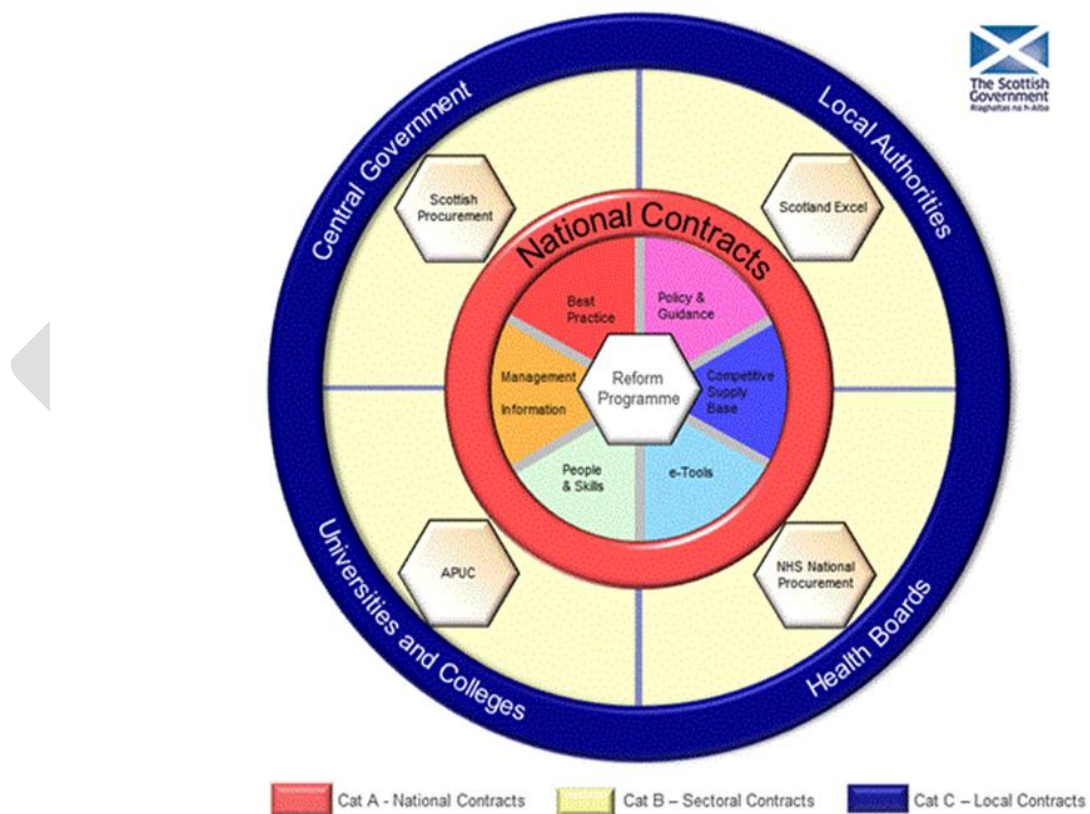 The Scottish
Government
Riaghaltas na h-Alba
Central Government
Local Authorities
Scottish
Procurement
Scotland Excel
National Contracts
Best
Practice
Policy &
Guidance
Management
Information
Reform
Programme
Competitive
Supply
Base
People
& Skills
e-Tools
APUC
NHS National
Procurement
Universities and Colleges
Health Boards
Cat A - National Contracts
Cat B – Sectoral Contracts
Cat C – Local Contracts